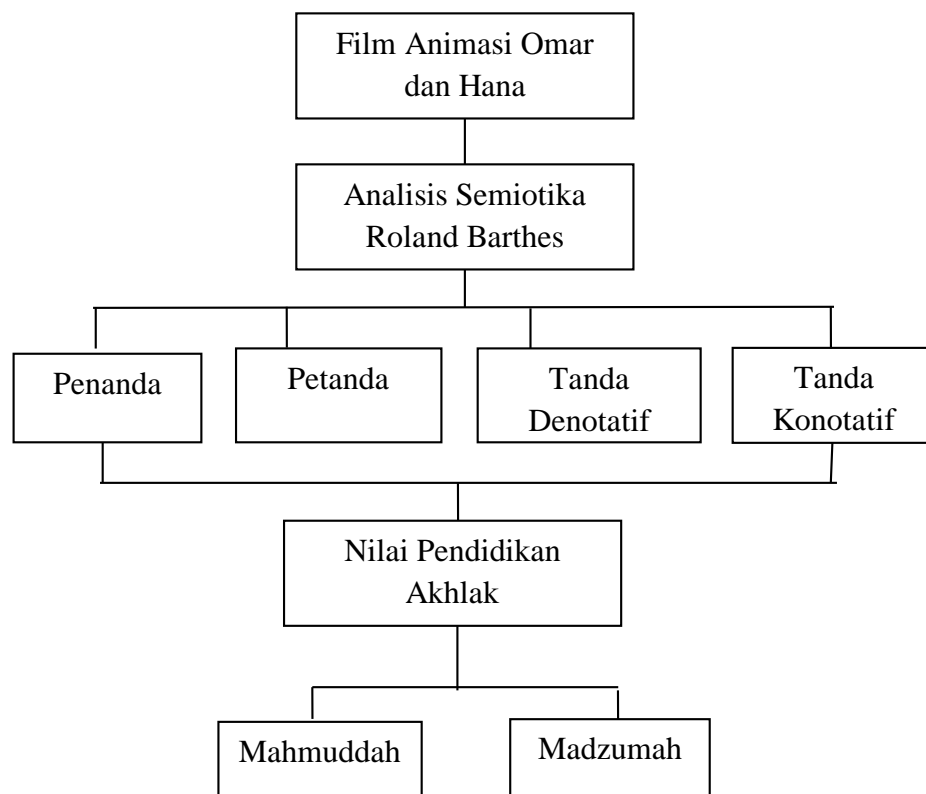 Film Animasi Omar
dan Hana
Analisis Semiotika
Roland Barthes
Penanda
Petanda
Tanda
Denotatif
Tanda
Konotatif
Nilai Pendidikan
Akhlak
Mahmuddah
Madzumah